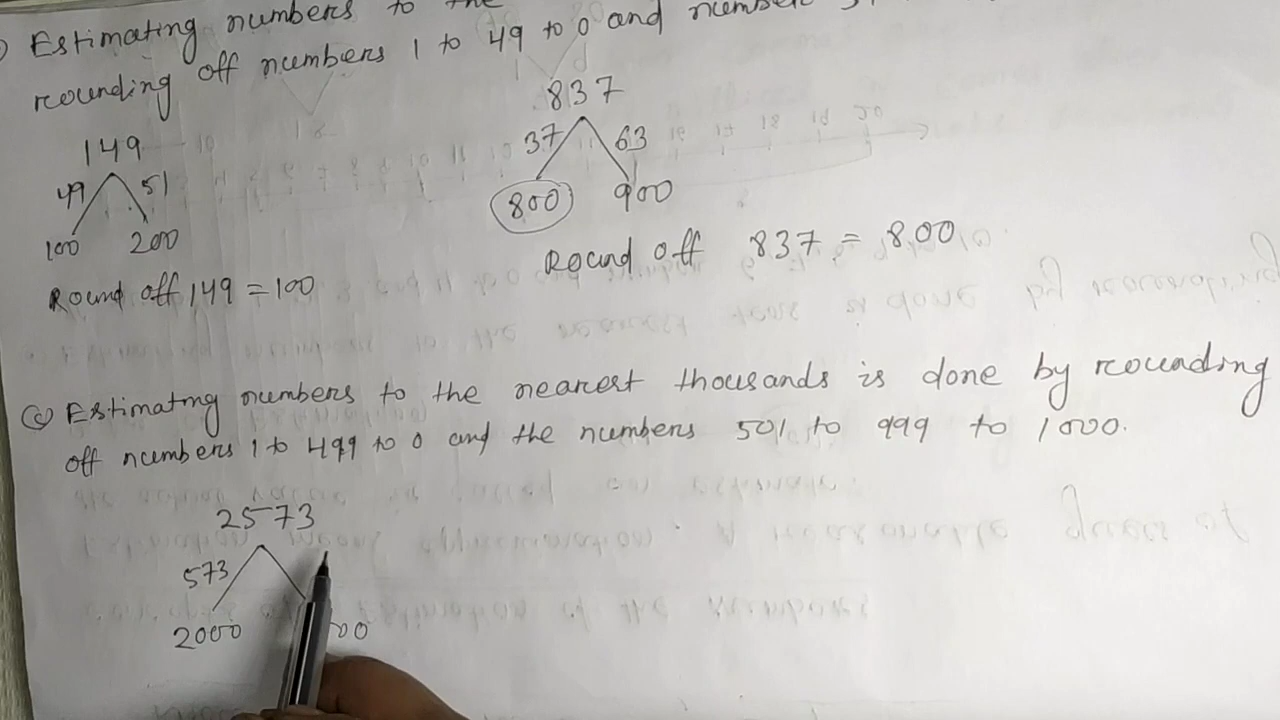 Estimating numbers to the
rounding off numbers 1 to 49 to 0 and number
149
49 51
100 200
Round off 149 = 100
837
37 63
800 900
Round off 837 = 800
(c) Estimating numbers to the nearest thousands is done by rounding
off numbers 1 to 499 to 0 and the numbers 501 to 999 to 1000.
2573
573
2000 00